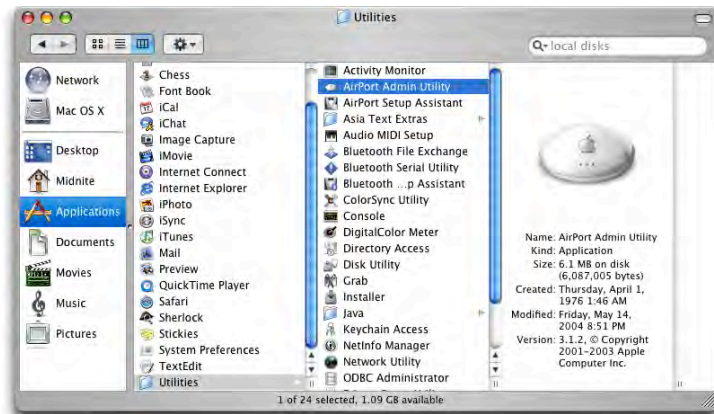 Utilities
local disks
Network
Mac OS X
Desktop
Midnite
Applications
Documents
Movies
Music
Pictures
Chess
Font Book
iCal
iChat
Image Capture
iMovie
Internet Connect
Internet Explorer
iPhoto
iSync
iTunes
Mail
Preview
QuickTime Player
Safari
Sherlock
Stickies
System Preferences
TextEdit
Utilities
Activity Monitor
AirPort Admin Utility
AirPort Setup Assistant
Asia Text Extras
Audio MIDI Setup
Bluetooth File Exchange
Bluetooth Serial Utility
Bluetooth ...p Assistant
ColorSync Utility
Console
DigitalColor Meter
Directory Access
Disk Utility
Grab
Installer
Java
Keychain Access
NetInfo Manager
Network Utility
ODBC Administrator
Name: AirPort Admin Utility
Kind: Application
Size: 6.1 MB on disk
(6,087,005 bytes)
Created: Thursday, April 1,
1976 1:46 AM
Modified: Friday, May 14,
2004 8:51 PM
Version: 3.1.2, © Copyright
2001-2003 Apple
Computer Inc.
1 of 24 selected, 1.09 GB available